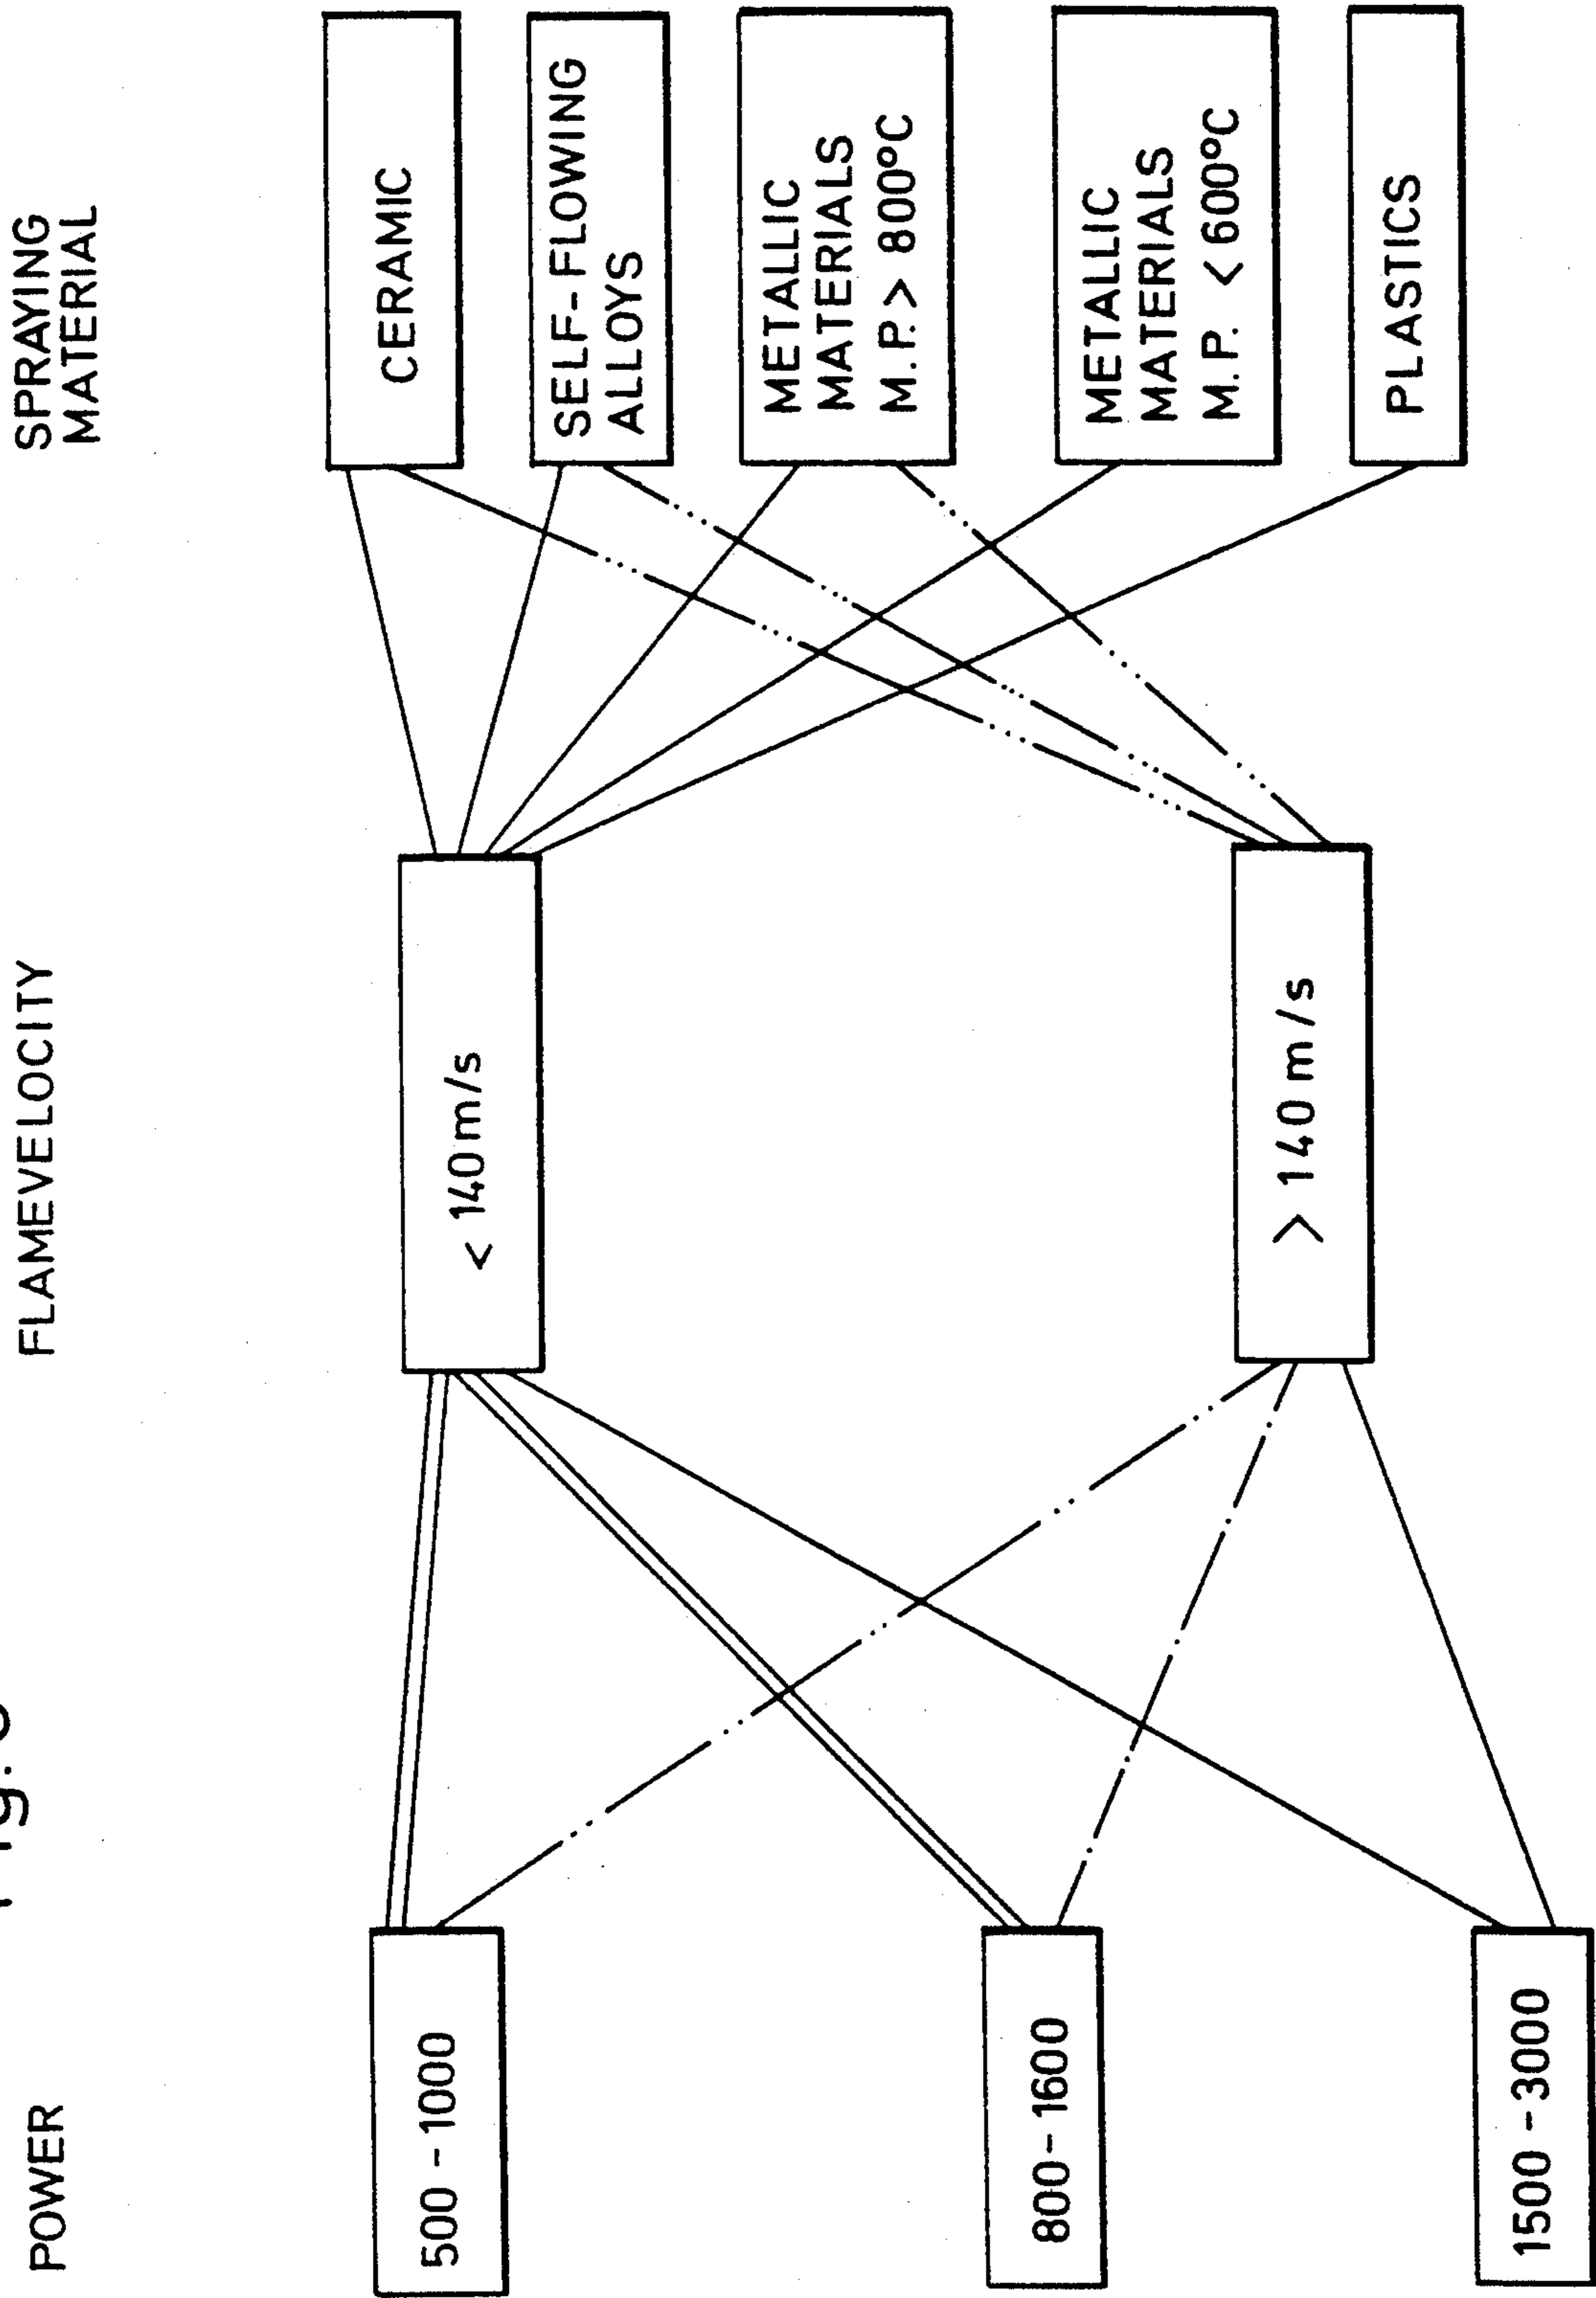 POWER
FLAMEVELOCITY
SPRAYING
MATERIAL
500 - 1000
800 - 1600
1500 - 3000
< 140 m/s
> 140 m/s
CERAMIC
SELF-FLOWING
ALLOYS
METALLIC
MATERIALS
M.P. > 800°C
METALLIC
MATERIALS
M.P. < 600°C
PLASTICS